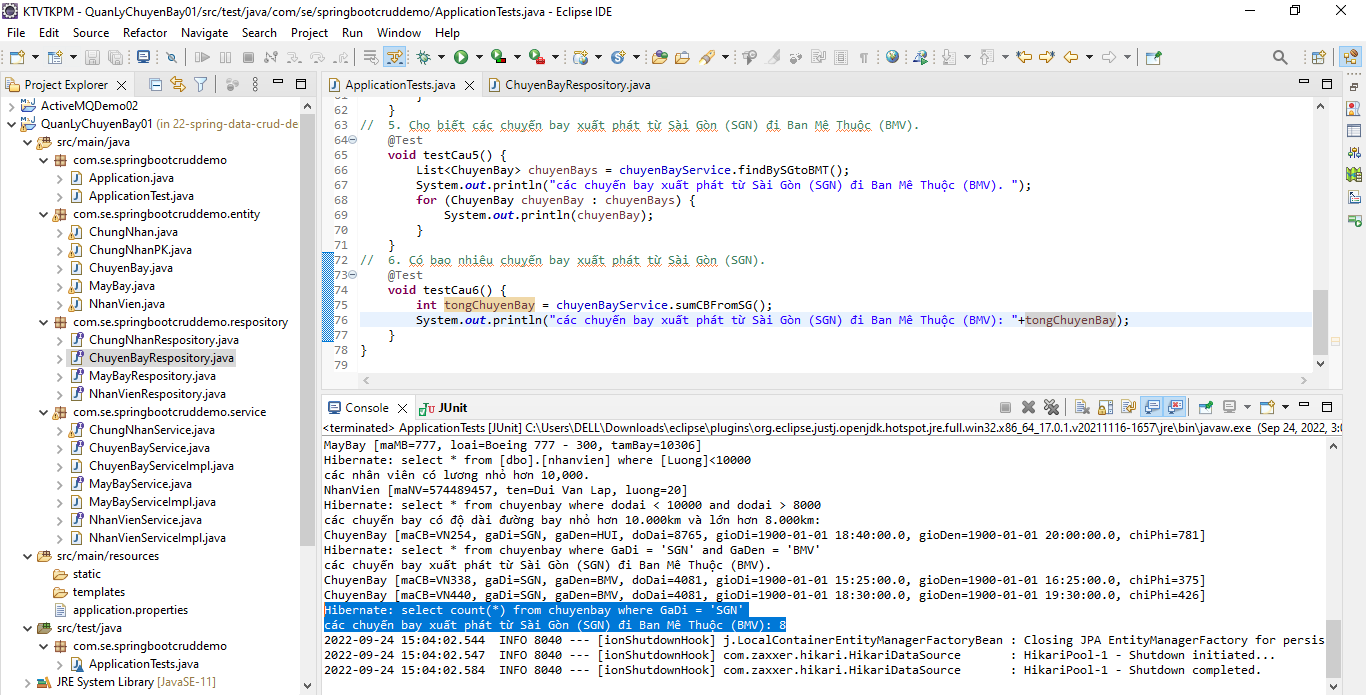 KTVTKPM - QuanLyChuyenBay01/src/test/java/com/se/springbootcruddemo/ApplicationTests.java - Eclipse IDE
File Edit Source Refactor Navigate Search Project Run Window Help
Project Explorer
ActiveMQDemo02
QuanLyChuyenBay01 (in 22-spring-data-crud-de
src/main/java
com.se.springbootcruddemo
Application.java
ApplicationTest.java
com.se.springbootcruddemo.entity
ChungNhan.java
ChungNhanPK.java
ChuyenBay.java
MayBay.java
NhanVien.java
com.se.springbootcruddemo.respository
ChungNhanRespository.java
ChuyenBayRespository.java
MayBayRespository.java
NhanVienRespository.java
com.se.springbootcruddemo.service
ChungNhanService.java
ChuyenBayService.java
ChuyenBayServiceImpl.java
MayBayService.java
MayBayServiceImpl.java
NhanVienService.java
NhanVienServiceImpl.java
src/main/resources
static
templates
application.properties
src/test/java
com.se.springbootcruddemo
ApplicationTests.java
JRE System Library [JavaSE-11]
ApplicationTests.java ChuyenBayRespository.java
62 }
63 // 5. Cho biết các chuyến bay xuất phát từ Sài Gòn (SGN) đi Ban Mê Thuộc (BMV).
64 @Test
65 void testCau5() {
66 List<ChuyenBay> chuyenBays = chuyenBayService.findBySGtoBMT();
67 System.out.println("các chuyến bay xuất phát từ Sài Gòn (SGN) đi Ban Mê Thuộc (BMV). ");
68 for (ChuyenBay chuyenBay : chuyenBays) {
69 System.out.println(chuyenBay);
70 }
71 }
72 // 6. Có bao nhiêu chuyến bay xuất phát từ Sài Gòn (SGN).
73 @Test
74 void testCau6() {
75 int tongChuyenBay = chuyenBayService.sumCBFromSG();
76 System.out.println("các chuyến bay xuất phát từ Sài Gòn (SGN) đi Ban Mê Thuộc (BMV): "+tongChuyenBay);
77 }
78 }
79
Console JUnit
<terminated> ApplicationTests [JUnit] C:\Users\DELL\Downloads\eclipse\plugins\org.eclipse.justj.openjdk.hotspot.jre.full.win32.x86_64_17.0.1.v20211116-1657\jre\bin\javaw.exe (Sep 24, 2022, 3:0
MayBay [maMB=777, loai=Boeing 777 - 300, tamBay=10306]
Hibernate: select * from [dbo].[nhanvien] where [Luong]<10000
các nhân viên có lương nhỏ hơn 10,000.
NhanVien [maNV=574489457, ten=Dui Van Lap, luong=20]
Hibernate: select * from chuyenbay where dodai < 10000 and dodai > 8000
các chuyến bay có độ dài đường bay nhỏ hơn 10.000km và lớn hơn 8.000km:
ChuyenBay [maCB=VN254, gaDi=SGN, gaDen=HUI, doDai=8765, gioDi=1900-01-01 18:40:00.0, gioDen=1900-01-01 20:00:00.0, chiPhi=781]
Hibernate: select * from chuyenbay where GaDi = 'SGN' and GaDen = 'BMV'
các chuyến bay xuất phát từ Sài Gòn (SGN) đi Ban Mê Thuộc (BMV).
ChuyenBay [maCB=VN338, gaDi=SGN, gaDen=BMV, doDai=4081, gioDi=1900-01-01 15:25:00.0, gioDen=1900-01-01 16:25:00.0, chiPhi=375]
ChuyenBay [maCB=VN440, gaDi=SGN, gaDen=BMV, doDai=4081, gioDi=1900-01-01 18:30:00.0, gioDen=1900-01-01 19:30:00.0, chiPhi=426]
Hibernate: select count(*) from chuyenbay where GaDi = 'SGN'
các chuyến bay xuất phát từ Sài Gòn (SGN) đi Ban Mê Thuộc (BMV): 8
2022-09-24 15:04:02.544 INFO 8040 --- [ionShutdownHook] j.LocalContainerEntityManagerFactoryBean : Closing JPA EntityManagerFactory for persis
2022-09-24 15:04:02.547 INFO 8040 --- [ionShutdownHook] com.zaxxer.hikari.HikariDataSource : HikariPool-1 - Shutdown initiated...
2022-09-24 15:04:02.584 INFO 8040 --- [ionShutdownHook] com.zaxxer.hikari.HikariDataSource : HikariPool-1 - Shutdown completed.